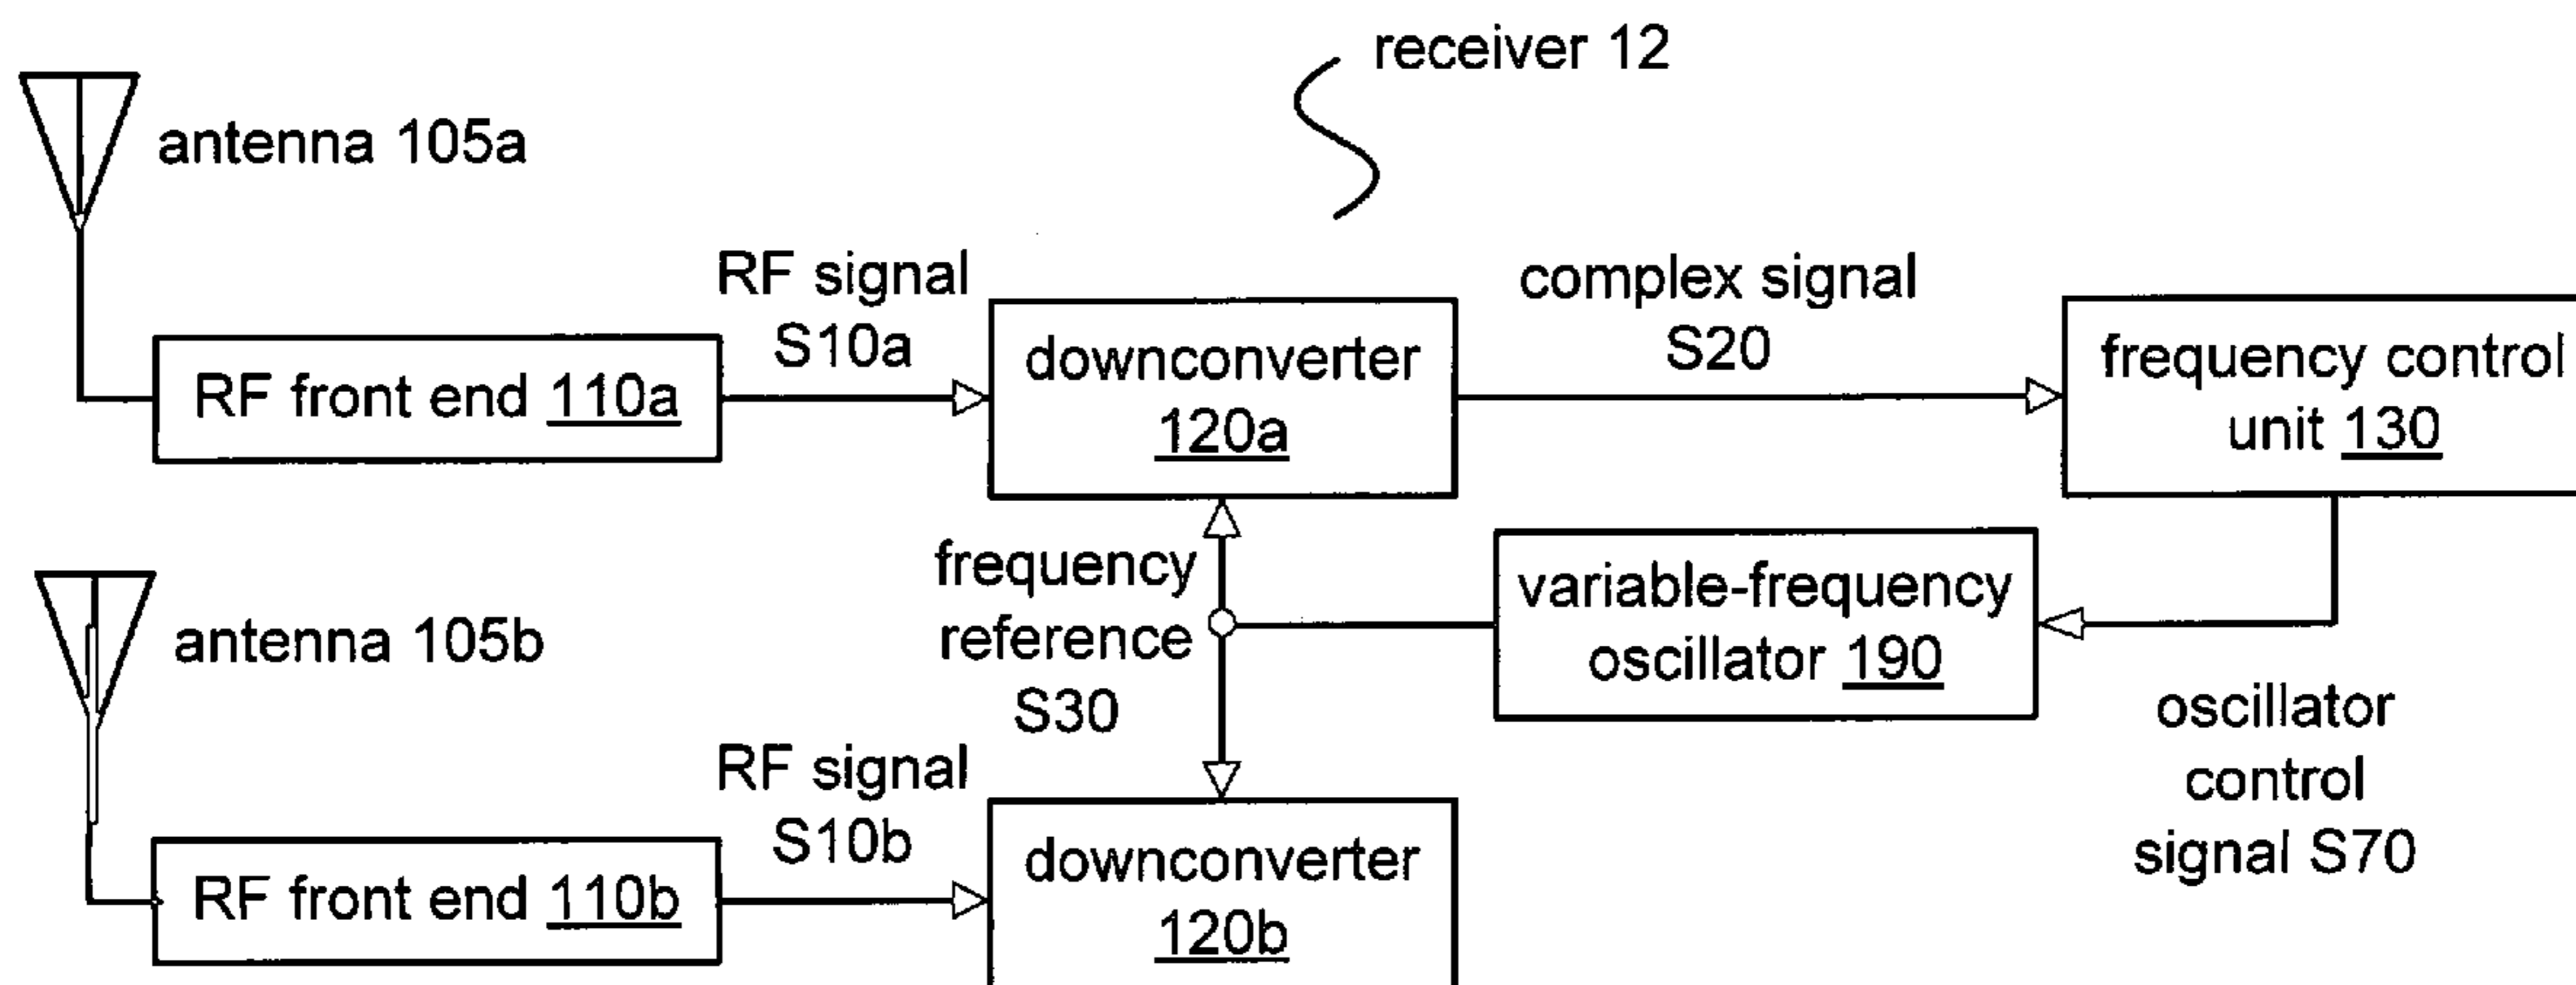 receiver 12
antenna 105a
RF signal
S10a
complex signal
S20
RF front end 110a
downconverter
120a
frequency control
unit 130
frequency
reference
S30
variable-frequency
oscillator 190
antenna 105b
oscillator
control
signal S70
RF signal
S10b
RF front end 110b
downconverter
120b